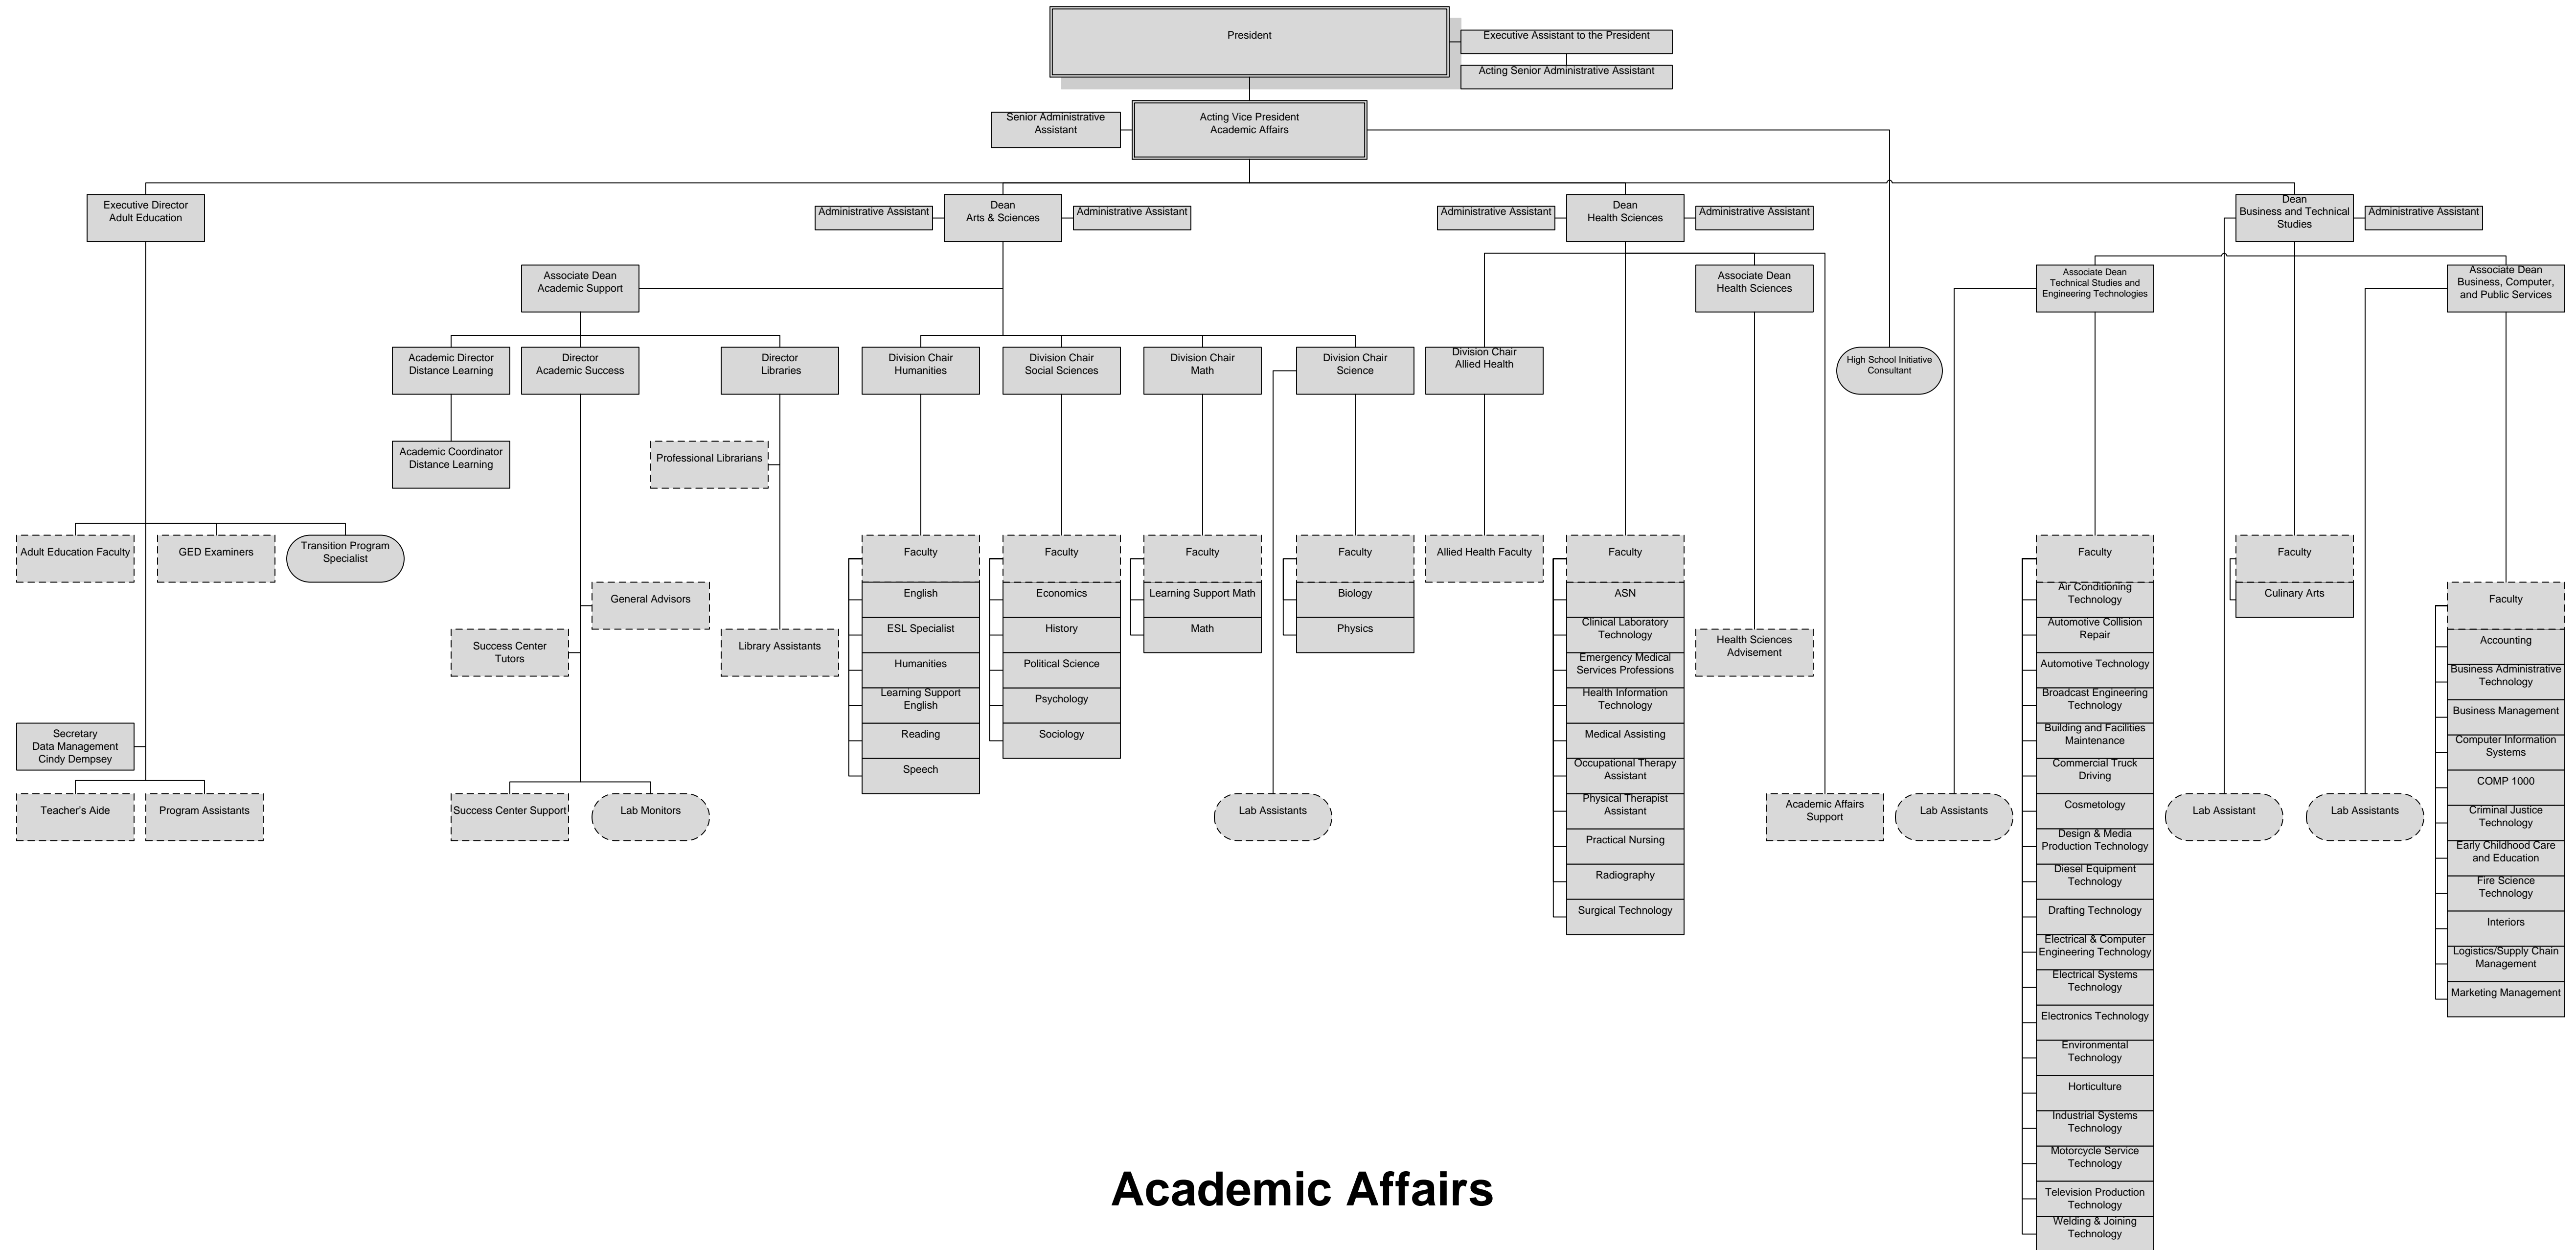 President
Executive Assistant to the President
Acting Senior Administrative Assistant
Senior Administrative
Assistant
Acting Vice President
Academic Affairs
Executive Director
Adult Education
Administrative Assistant
Dean
Arts & Sciences
Administrative Assistant
Administrative Assistant
Dean
Health Sciences
Administrative Assistant
Dean
Business and Technical
Studies
Administrative Assistant
Associate Dean
Academic Support
Associate Dean
Health Sciences
Associate Dean
Technical Studies and
Engineering Technologies
Associate Dean
Business, Computer,
and Public Services
Academic Director
Distance Learning
Director
Academic Success
Director
Libraries
Division Chair
Humanities
Division Chair
Social Sciences
Division Chair
Math
Division Chair
Science
Division Chair
Allied Health
High School Initiative
Consultant
Academic Coordinator
Distance Learning
Professional Librarians
Adult Education Faculty
GED Examiners
Transition Program
Specialist
General Advisors
Success Center
Tutors
Library Assistants
Secretary
Data Management
Cindy Dempsey
Teacher's Aide
Program Assistants
Success Center Support
Lab Monitors
Faculty
English
ESL Specialist
Humanities
Learning Support
English
Reading
Speech
Faculty
Economics
History
Political Science
Psychology
Sociology
Faculty
Learning Support Math
Math
Faculty
Biology
Physics
Lab Assistants
Allied Health Faculty
Faculty
ASN
Clinical Laboratory
Technology
Emergency Medical
Services Professions
Health Information
Technology
Medical Assisting
Occupational Therapy
Assistant
Physical Therapist
Assistant
Practical Nursing
Radiography
Surgical Technology
Health Sciences
Advisement
Academic Affairs
Support
Lab Assistants
Faculty
Air Conditioning
Technology
Automotive Collision
Repair
Automotive Technology
Broadcast Engineering
Technology
Building and Facilities
Maintenance
Commercial Truck
Driving
Cosmetology
Design & Media
Production Technology
Diesel Equipment
Technology
Drafting Technology
Electrical & Computer
Engineering Technology
Electrical Systems
Technology
Electronics Technology
Environmental
Technology
Horticulture
Industrial Systems
Technology
Motorcycle Service
Technology
Television Production
Technology
Welding & Joining
Technology
Faculty
Culinary Arts
Lab Assistant
Lab Assistants
Faculty
Accounting
Business Administrative
Technology
Business Management
Computer Information
Systems
COMP 1000
Criminal Justice
Technology
Early Childhood Care
and Education
Fire Science
Technology
Interiors
Logistics/Supply Chain
Management
Marketing Management
Academic Affairs